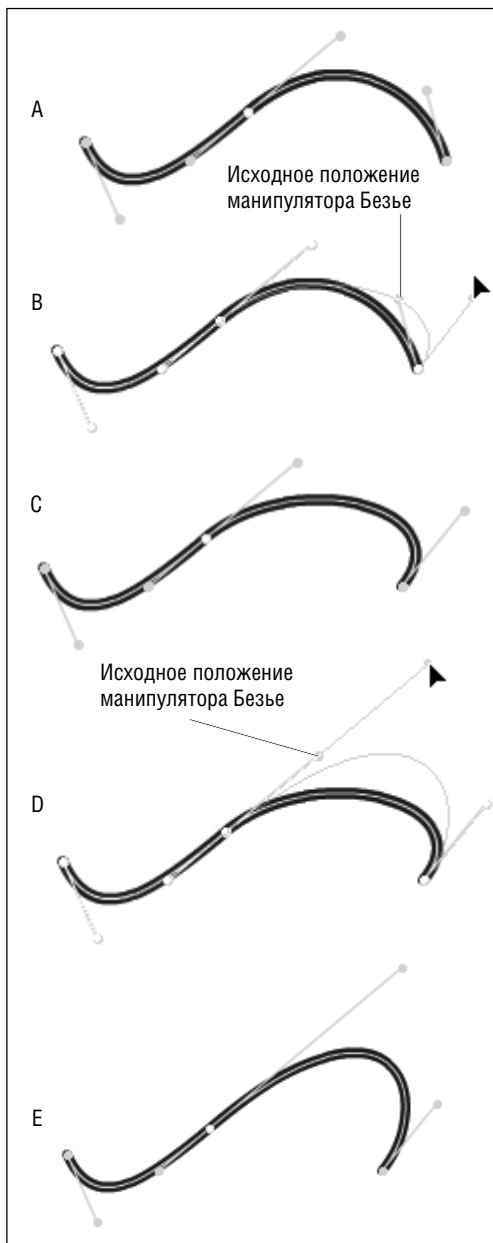 A
Исходное положение
манипулятора Безье
B
C
Исходное положение
манипулятора Безье
D
E